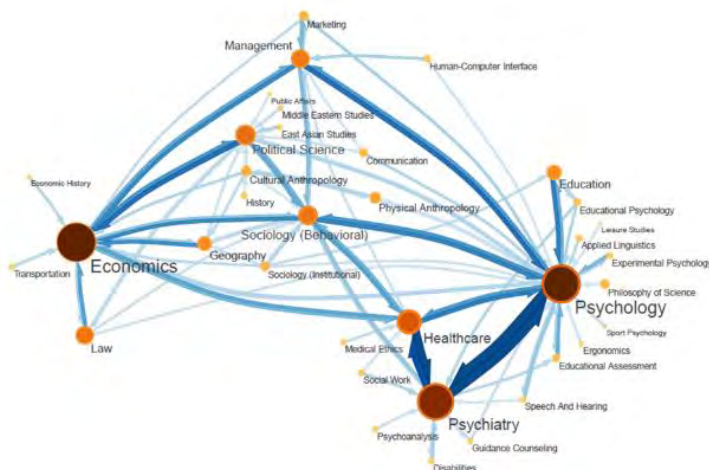 Marketing
Management
Human-Computer Interface
Public Affairs
Middle Eastern Studies
East Asian Studies
Political Science
Communication
Education
Economic History
Cultural Anthropology
History
Physical Anthropology
Educational Psychology
Leisure Studies
Sociology (Behavioral)
Applied Linguistics
Geography
Experimental Psychology
Economics
Transportation
Sociology (Institutional)
Philosophy of Science
Psychology
Sport Psychology
Law
Healthcare
Medical Ethics
Ergonomics
Educational Assessment
Social Work
Speech And Hearing
Psychiatry
Psychoanalysis
Guidance Counseling
Disabilities